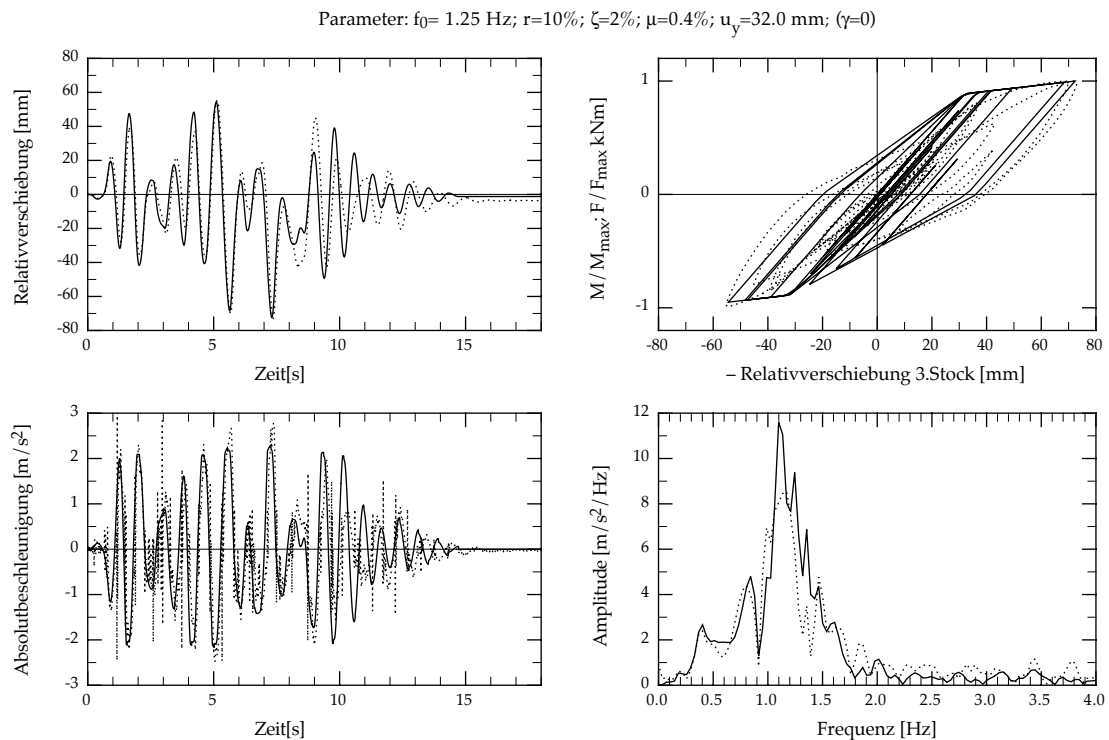 Parameter: f0= 1.25 Hz; r=10%; ζ=2%; μ=0.4%; uy=32.0 mm; (γ=0)
Relativverschiebung [mm]
80
60
40
20
0
-20
-40
-60
-80
0 5 10 15
Zeit[s]
M/Mmax, F/Fmax kNm
1
0
-1
-80 -60 -40 -20 0 20 40 60 80
– Relativverschiebung 3.Stock [mm]
Absolutbeschleunigung [m/s²]
3
2
1
0
-1
-2
-3
0 5 10 15
Zeit[s]
Amplitude [m/s²/Hz]
12
10
8
6
4
2
0
0.0 0.5 1.0 1.5 2.0 2.5 3.0 3.5 4.0
Frequenz [Hz]